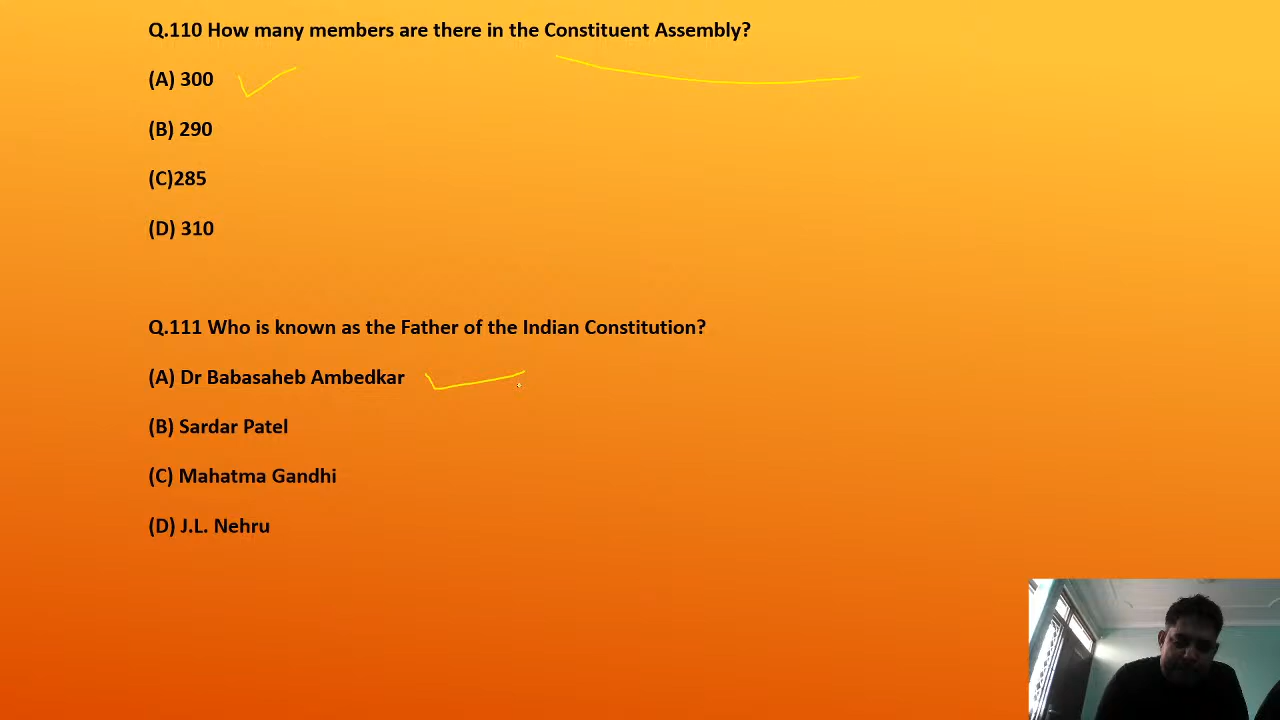 Q.110 How many members are there in the Constituent Assembly?
(A) 300
(B) 290
(C)285
(D) 310
Q.111 Who is known as the Father of the Indian Constitution?
(A) Dr Babasaheb Ambedkar
(B) Sardar Patel
(C) Mahatma Gandhi
(D) J.L. Nehru